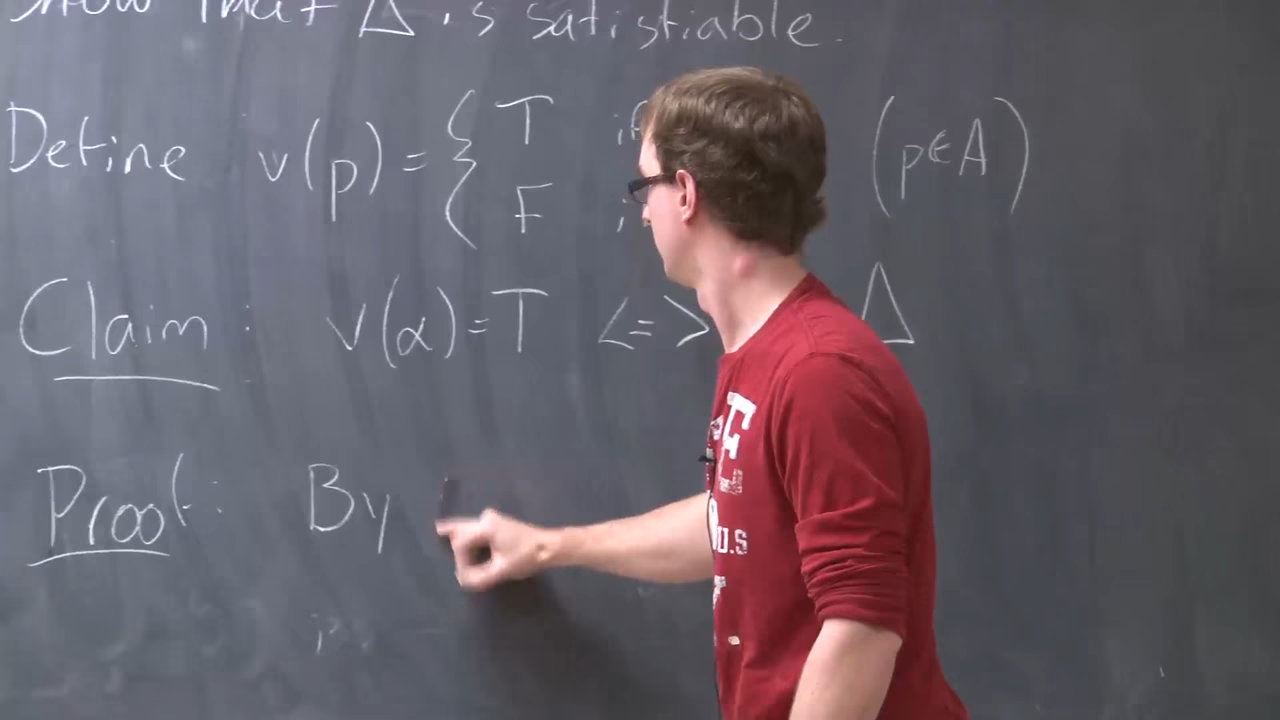 show that Δ is satisfiable.
Define v(p) = { T if (p∈A)
F
Claim: v(α) = T <=> Δ
Proof: By
E
U.S